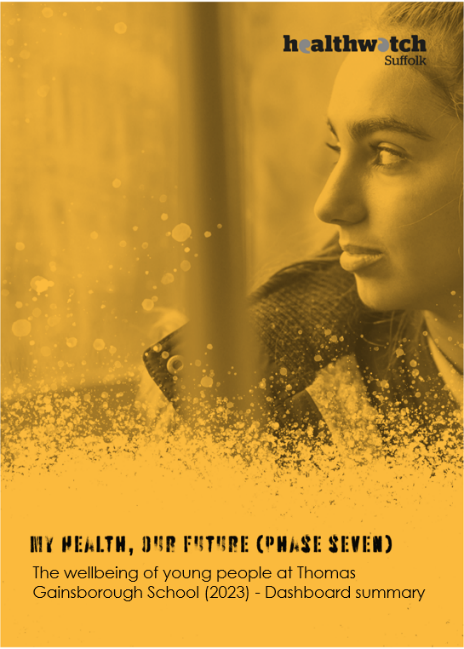 healthwatch
Suffolk
MY HEALTH, OUR FUTURE (PHASE SEVEN)
The wellbeing of young people at Thomas
Gainsborough School (2023) - Dashboard summary